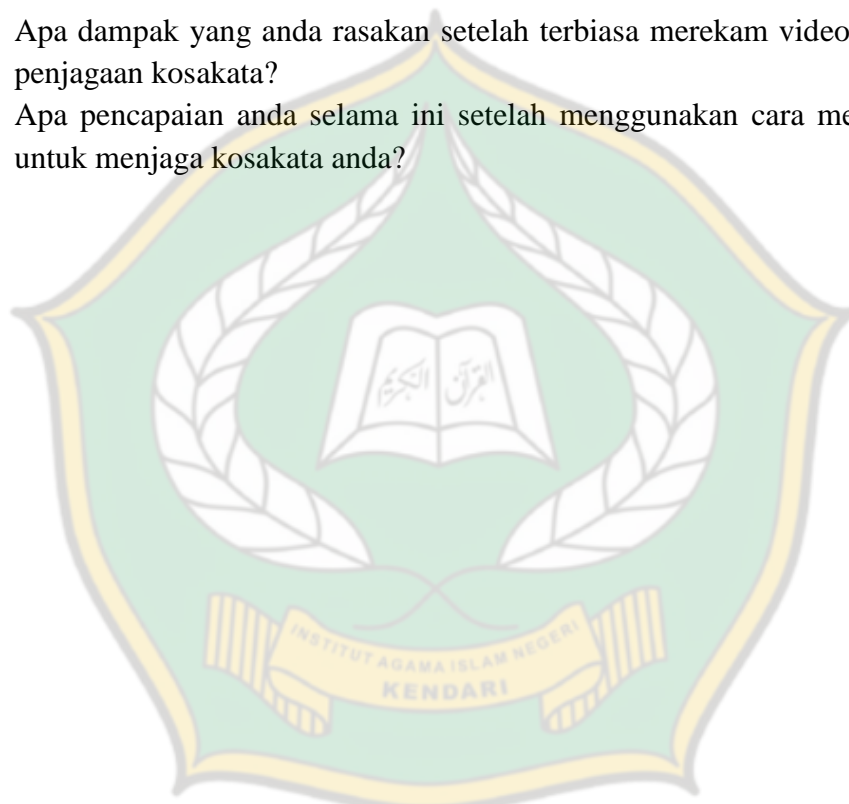 Apa dampak yang anda rasakan setelah terbiasa merekam video
penjagaan kosakata?
Apa pencapaian anda selama ini setelah menggunakan cara me
untuk menjaga kosakata anda?
القرآن الكريم
INSTITUT AGAMA ISLAM NEGERI
KENDARI